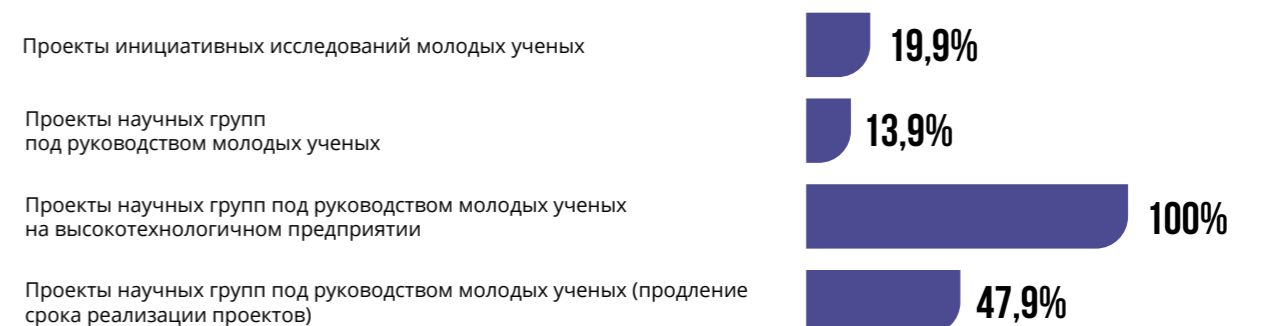 Проекты инициативных исследований молодых ученых
19,9%
Проекты научных групп
под руководством молодых ученых
13,9%
Проекты научных групп под руководством молодых ученых
на высокотехнологичном предприятии
100%
Проекты научных групп под руководством молодых ученых (продление
срока реализации проектов)
47,9%